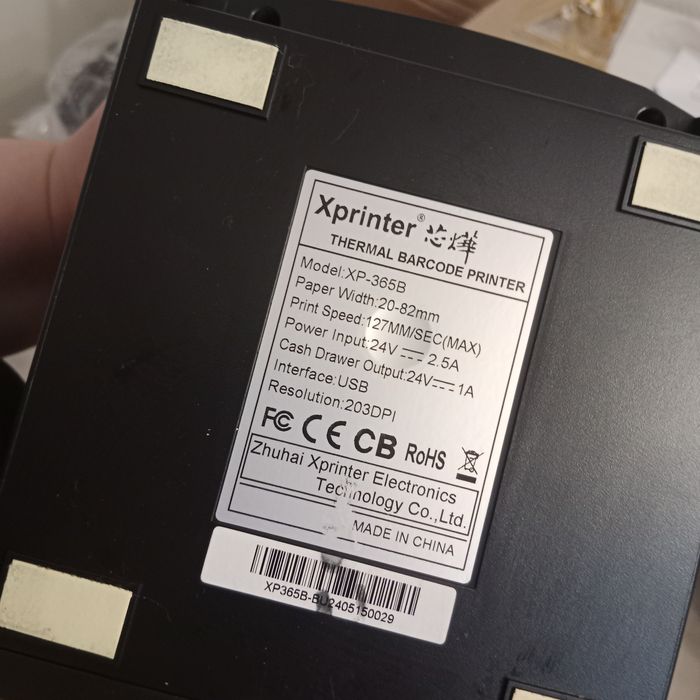 Xprinter® 芯烨
THERMAL BARCODE PRINTER
Model:XP-365B
Paper Width:20-82mm
Print Speed:127MM/SEC(MAX)
Power Input:24V⎓2.5A
Cash Drawer Output:24V⎓1A
Interface:USB
Resolution:203DPI
FC CE CB RoHS
Zhuhai Xprinter Electronics
Technology Co.,Ltd.
MADE IN CHINA
XP365B-BU2405150029